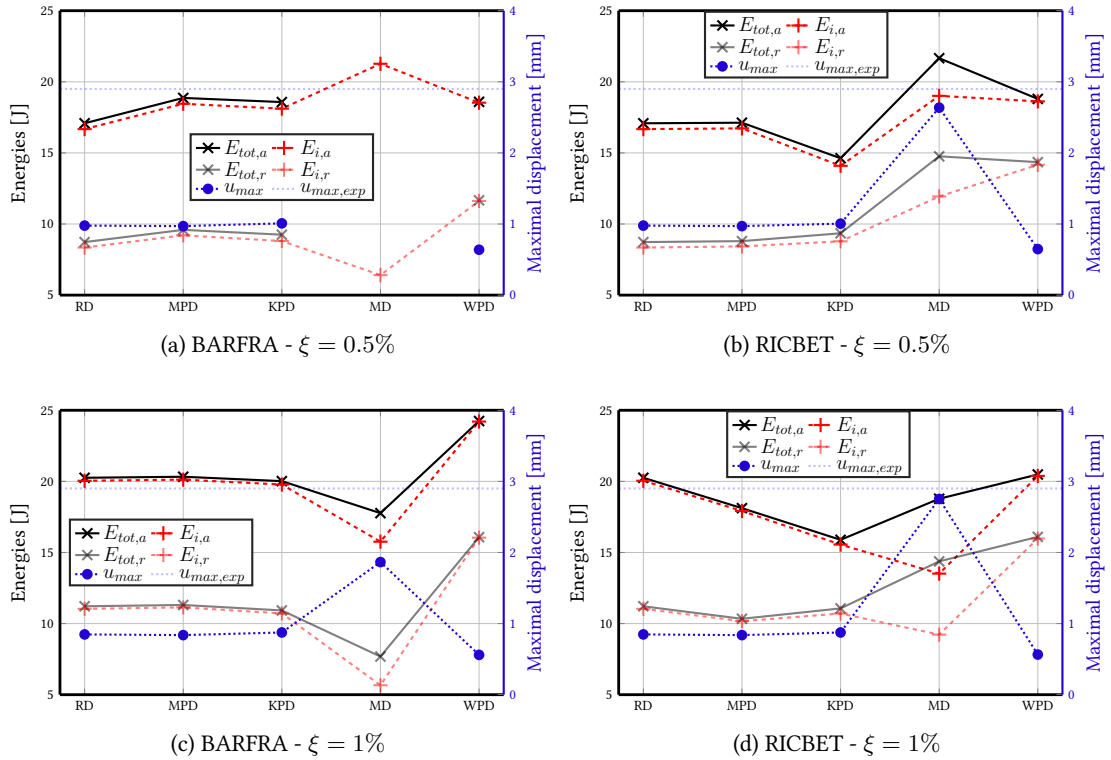 25
20
15
10
5
Energies [J]
E_{tot,a} E_{i,a}
E_{tot,r} E_{i,r}
u_{max} u_{max,exp}
4
3
2
1
0
Maximal displacement [mm]
RD MPD KPD MD WPD
(a) BARFRA - ξ = 0.5%
25
20
15
10
5
Energies [J]
E_{tot,a} E_{i,a}
E_{tot,r} E_{i,r}
u_{max} u_{max,exp}
4
3
2
1
0
Maximal displacement [mm]
RD MPD KPD MD WPD
(b) RICBET - ξ = 0.5%
25
20
15
10
5
Energies [J]
E_{tot,a} E_{i,a}
E_{tot,r} E_{i,r}
u_{max} u_{max,exp}
4
3
2
1
0
Maximal displacement [mm]
RD MPD KPD MD WPD
(c) BARFRA - ξ = 1%
25
20
15
10
5
Energies [J]
E_{tot,a} E_{i,a}
E_{tot,r} E_{i,r}
u_{max} u_{max,exp}
4
3
2
1
0
Maximal displacement [mm]
RD MPD KPD MD WPD
(d) RICBET - ξ = 1%